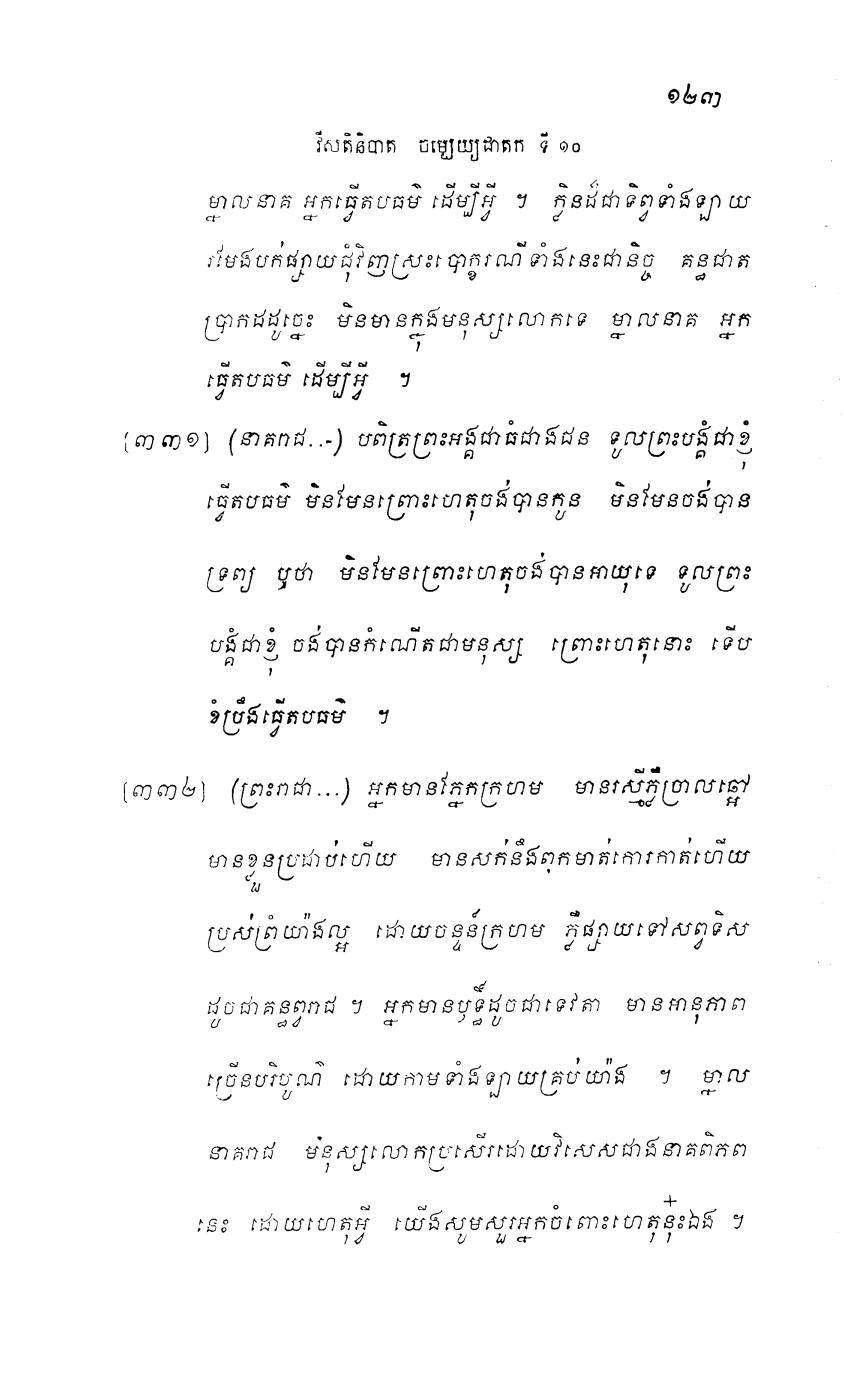 ១២៣
វីសតិនិបាត ចម្បេយ្យជាតក ទី ១០
ម្នាលនាគ អ្នកធ្វើតបធម៌ ដើម្បីអ្វី ។ ក្លិនដ៏ជាទិព្វទាំងឡាយ
រមែងបក់ផ្សាយជុំវិញស្រះបោក្ខរណីទាំងនេះជានិច្ច គន្ធជាត
ប្រាកដដូច្នេះ មិនមានក្នុងមនុស្សលោកទេ ម្នាលនាគ អ្នក
ធ្វើតបធម៌ ដើម្បីអ្វី ។
[៣៣១] (នាគរាជ..-) បពិត្រព្រះអង្គជាធំជាងជន ទូលព្រះបង្គំជាខ្ញុំ
ធ្វើតបធម៌ មិនមែនព្រោះហេតុចង់បានកូន មិនមែនចង់បាន
ទ្រព្យ ឬថា មិនមែនព្រោះហេតុចង់បានអាយុទេ ទូលព្រះ
បង្គំជាខ្ញុំ ចង់បានកំណើតជាមនុស្ស ព្រោះហេតុនោះ ទើប
ខំប្រឹងធ្វើតបធម៌ ។
[៣៣២] (ព្រះរាជា...) អ្នកមានភ្នែកក្រហម មានរស្មីភ្លឺច្រាលឆ្អៅ
មានខ្លួនប្រដាប់ហើយ មានសក់នឹងពុកមាត់កោរកាត់ហើយ
ប្រស់ព្រំយ៉ាងល្អ ដោយចន្ទន៍ក្រហម ភ្លឺផ្សាយទៅសព្វទិស
ដូចជាគន្ធព្វរាជ ។ អ្នកមានឫទ្ធិ៍ដូចជាទេវតា មានអានុភាព
ច្រើនបរិបូណ៌ ដោយកាមទាំងឡាយគ្រប់យ៉ាង ។ ម្នាល
នាគរាជ មនុស្សលោកប្រសើរដោយវិសេសជាងនាគពិភព
នេះ ដោយហេតុអ្វី យើងសូមសួរអ្នកចំពោះហេតុនុ៎ះឯង ។